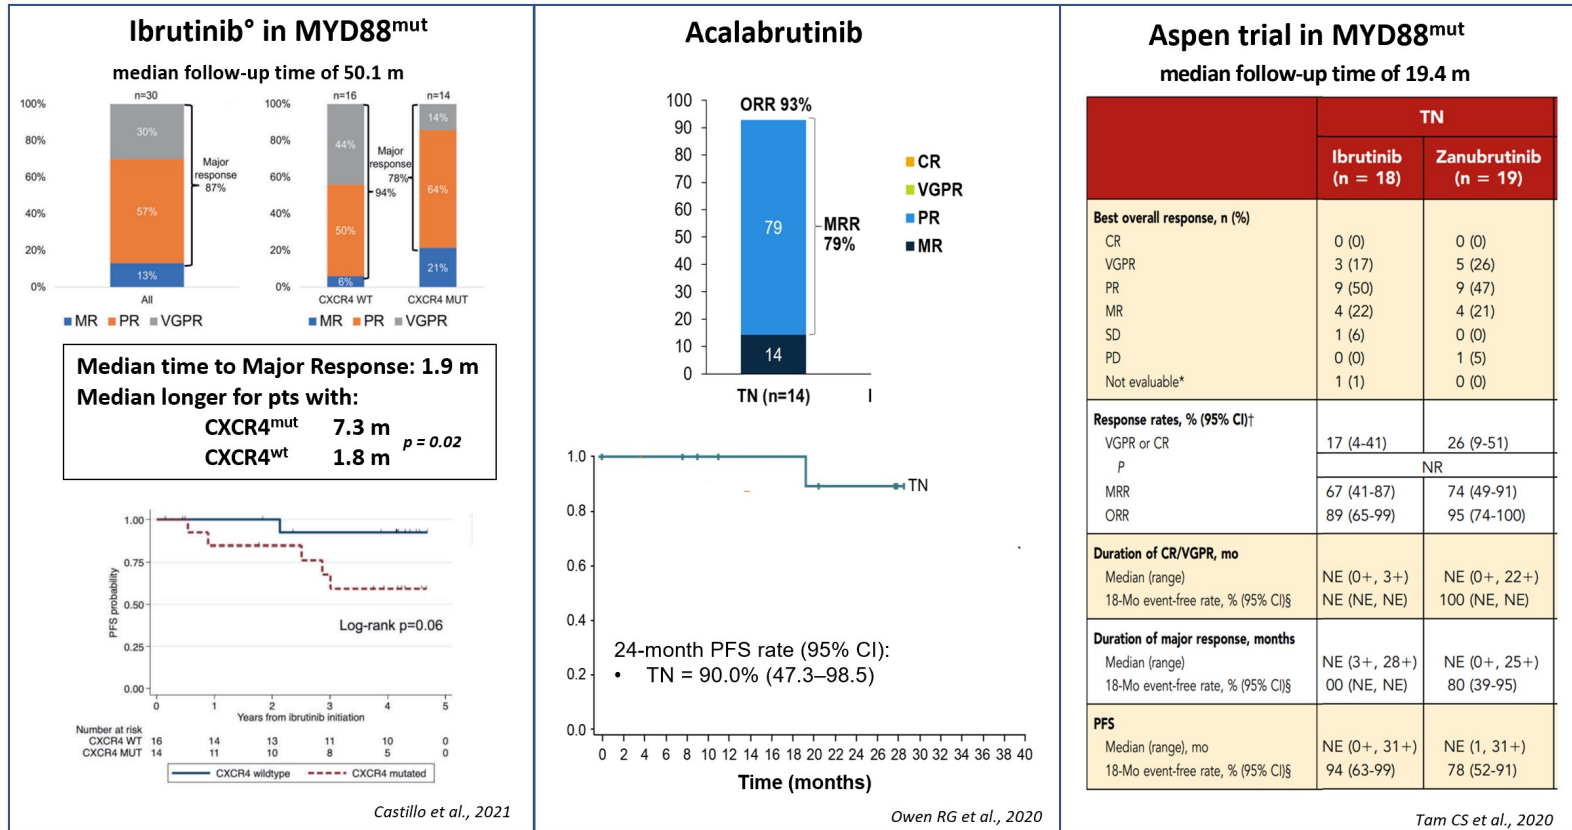 Ibrutinib° in MYD88mut
median follow-up time of 50.1 m
n=30
100%
80%
60%
40%
20%
0%
30%
57%
13%
Major
response
87%
All
MR PR VGPR
n=16 n=14
100%
80%
60%
40%
20%
0%
44%
50%
6%
14%
64%
21%
Major
response
78%
94%
CXCR4 WT CXCR4 MUT
MR PR VGPR
Median time to Major Response: 1.9 m
Median longer for pts with:
CXCR4mut 7.3 m
CXCR4wt 1.8 m
p = 0.02
PFS probability
1.00
0.75
0.50
0.25
0.00
Log-rank p=0.06
0 1 2 3 4 5
Years from ibrutinib initiation
Number at risk
CXCR4 WT 16 14 13 11 10 0
CXCR4 MUT 14 11 10 8 5 0
CXCR4 wildtype CXCR4 mutated
Castillo et al., 2021
Acalabrutinib
100
90
80
70
60
50
40
30
20
10
0
ORR 93%
79
14
MRR
79%
CR
VGPR
PR
MR
TN (n=14)
1.0
0.8
0.6
0.4
0.2
0.0
TN
24-month PFS rate (95% CI):
• TN = 90.0% (47.3–98.5)
0 2 4 6 8 10 12 14 16 18 20 22 24 26 28 30 32 34 36 38 40
Time (months)
Owen RG et al., 2020
Aspen trial in MYD88mut
median follow-up time of 19.4 m
TN
Ibrutinib Zanubrutinib
(n = 18) (n = 19)
Best overall response, n (%)
CR 0 (0) 0 (0)
VGPR 3 (17) 5 (26)
PR 9 (50) 9 (47)
MR 4 (22) 4 (21)
SD 1 (6) 0 (0)
PD 0 (0) 1 (5)
Not evaluable* 1 (1) 0 (0)
Response rates, % (95% CI)†
VGPR or CR 17 (4-41) 26 (9-51)
P NR
MRR 67 (41-87) 74 (49-91)
ORR 89 (65-99) 95 (74-100)
Duration of CR/VGPR, mo
Median (range) NE (0+, 3+) NE (0+, 22+)
18-Mo event-free rate, % (95% CI)§ NE (NE, NE) 100 (NE, NE)
Duration of major response, months
Median (range) NE (3+, 28+) NE (0+, 25+)
18-Mo event-free rate, % (95% CI)§ 00 (NE, NE) 80 (39-95)
PFS
Median (range), mo NE (0+, 31+) NE (1, 31+)
18-Mo event-free rate, % (95% CI)§ 94 (63-99) 78 (52-91)
Tam CS et al., 2020